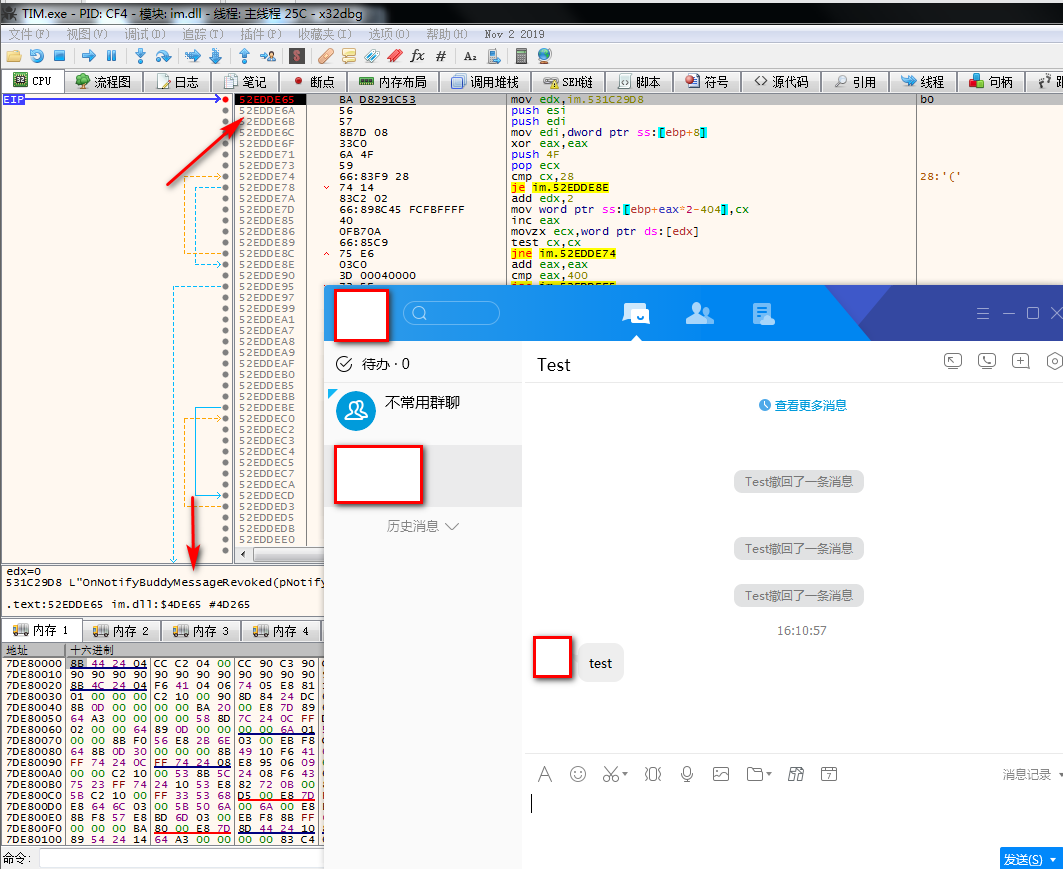 TIM.exe - PID: CF4 - 模块: im.dll - 线程: 主线程 25C - x32dbg
文件(F) 视图(V) 调试(D) 追踪(T) 插件(P) 收藏夹(I) 选项(O) 帮助(H) Nov 2 2019
CPU 流程图 日志 笔记 断点 内存布局 调用堆栈 SEH链 脚本 符号 源代码 引用 线程 句柄
EIP 52EDDE65 BA D8291C53 mov edx,im.531C29D8 b0
52EDDE6A 56 push esi
52EDDE6B 57 push edi
52EDDE6C 8B7D 08 mov edi,dword ptr ss:[ebp+8]
52EDDE6F 33C0 xor eax,eax
52EDDE71 6A 4F push 4F
52EDDE73 59 pop ecx
52EDDE74 66:83F9 28 cmp cx,28 28:'('
52EDDE78 74 14 je im.52EDDE8E
52EDDE7A 83C2 02 add edx,2
52EDDE7D 66:898C45 FCFBFFFF mov word ptr ss:[ebp+eax*2-404],cx
52EDDE85 40 inc eax
52EDDE86 0FB70A movzx ecx,word ptr ds:[edx]
52EDDE89 66:85C9 test cx,cx
52EDDE8C 75 E6 jne im.52EDDE74
52EDDE8E 03C0 add eax,eax
52EDDE90 3D 00040000 cmp eax,400
52EDDE95
52EDDE97
52EDDE99
52EDDEA1
52EDDEA7
52EDDEA8
52EDDEA9
52EDDEAF
52EDDEB0
52EDDEB5
52EDDEBB
52EDDEBE
52EDDEC0
52EDDEC2
52EDDEC3
52EDDEC4
52EDDEC5
52EDDEC7
52EDDECA
52EDDECD
52EDDED3
52EDDED5
52EDDEDB
52EDDEE0
edx=0
531C29D8 L"OnNotifyBuddyMessageRevoked(pNotify
.text:52EDDE65 im.dll:$4DE65 #4D265
内存 1 内存 2 内存 3 内存 4
地址 十六进制
7DE80000 8B 44 24 04 CC C2 04 00 CC 90 C3 90
7DE80010 90 90 90 90 90 90 90 90 90 90 90 90
7DE80020 8B 4C 24 04 F6 41 04 06 74 05 E8 81
7DE80030 01 00 00 00 C2 10 00 90 8D 84 24 DC
7DE80040 8B 0D 00 00 00 00 BA 20 00 E8 7D 89
7DE80050 64 A3 00 00 00 00 58 8D 7C 24 0C FF
7DE80060 02 00 00 64 89 0D 00 00 00 00 6A 01
7DE80070 00 00 8B F0 56 E8 2B 6E 03 00 EB F8
7DE80080 64 8B 0D 30 00 00 00 8B 49 10 F6 41
7DE80090 FF 74 24 0C FF 74 24 08 E8 95 06 09
7DE800A0 00 00 C2 10 00 53 8B 5C 24 08 F6 43
7DE800B0 75 23 FF 74 24 10 53 E8 82 72 0B 00
7DE800C0 5B C2 10 00 FF 33 53 68 D5 00 E8 7D
7DE800D0 E8 64 6C 03 00 5B 50 6A 00 6A 00 E8
7DE800E0 8B F8 57 E8 BD 6D 03 00 EB F8 8B FF
7DE800F0 00 00 00 BA 80 00 E8 7D 8D 44 24 10
7DE80100 89 54 24 14 64 A3 00 00 00 00 83 C4
命令:
待办 · 0
不常用群聊
历史消息
Test
查看更多消息
Test撤回了一条消息
Test撤回了一条消息
Test撤回了一条消息
16:10:57
test
消息记录
发送(S)